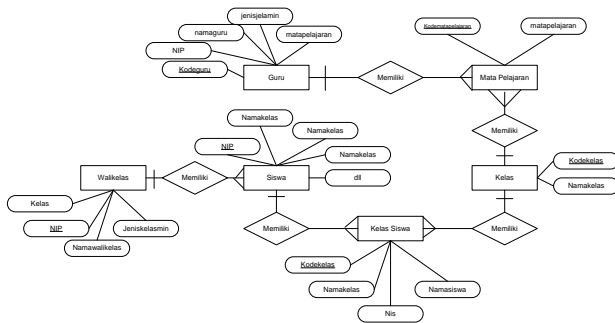 jenisjelamin
namaguru
matapelajaran
NIP
Kodeguru
Guru
Memiliki
Kodematapelajaran
matapelajaran
Mata Pelajaran
Memiliki
Namakelas
Namakelas
NIP
Namakelas
dll
Walikelas
Memiliki
Siswa
Kelas
NIP
Namawalikelas
Jeniskelasmin
Kelas
Kodekelas
Namakelas
Memiliki
Kelas Siswa
Memiliki
Kodekelas
Namakelas
Nis
Namasiswa